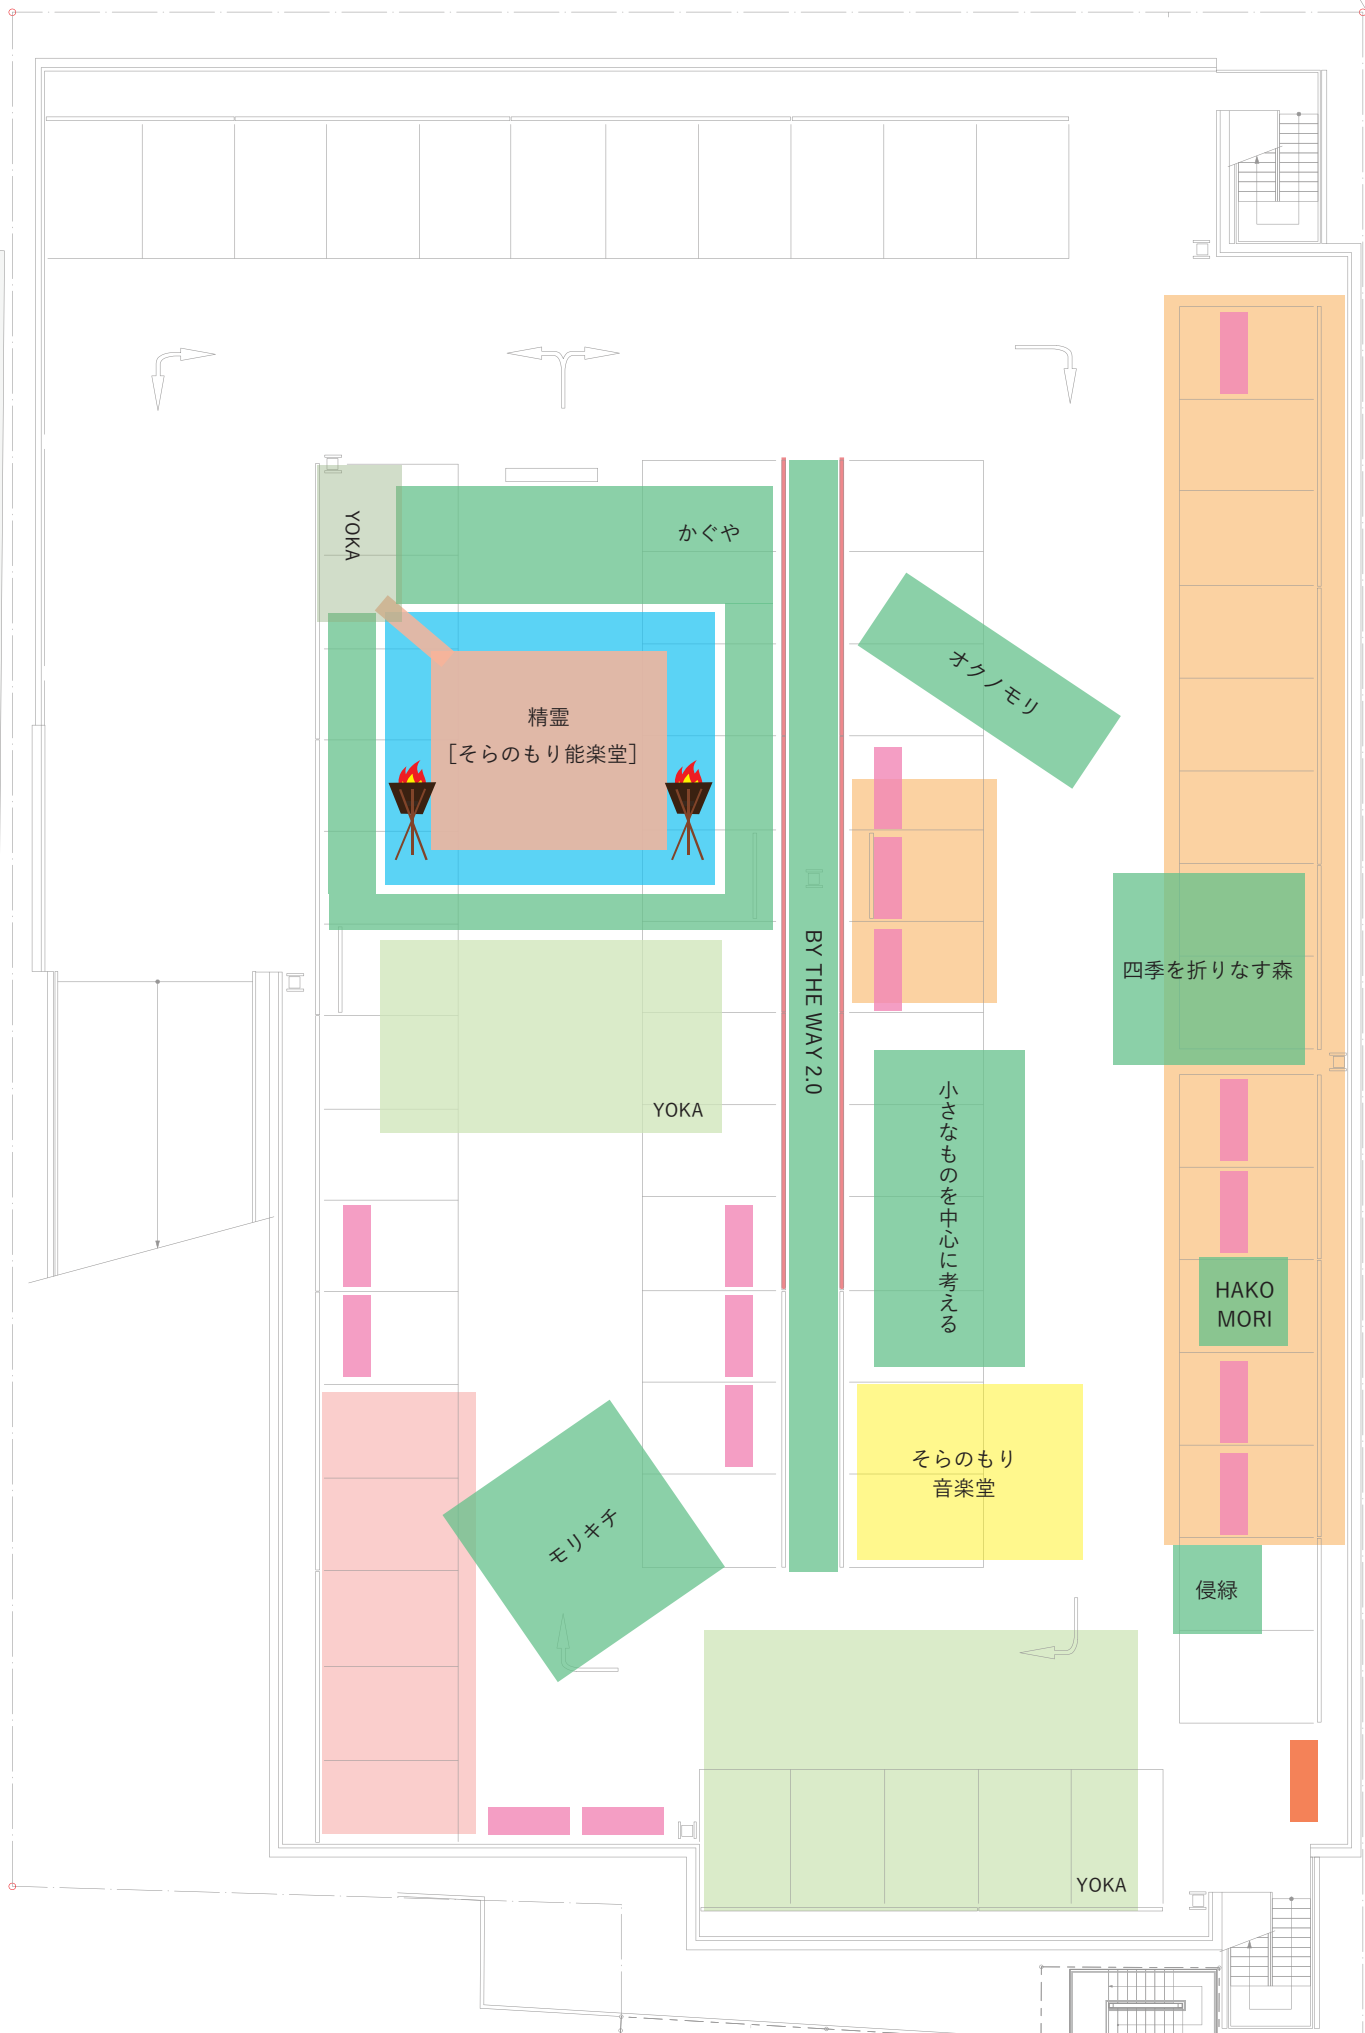 YOKA
かぐや
オクノモリ
精霊
［そらのもり能楽堂］
BY THE WAY 2.0
四季を折りなす森
YOKA
小さなものを中心に考える
HAKO
MORI
そらのもり
音楽堂
モリキチ
侵緑
YOKA